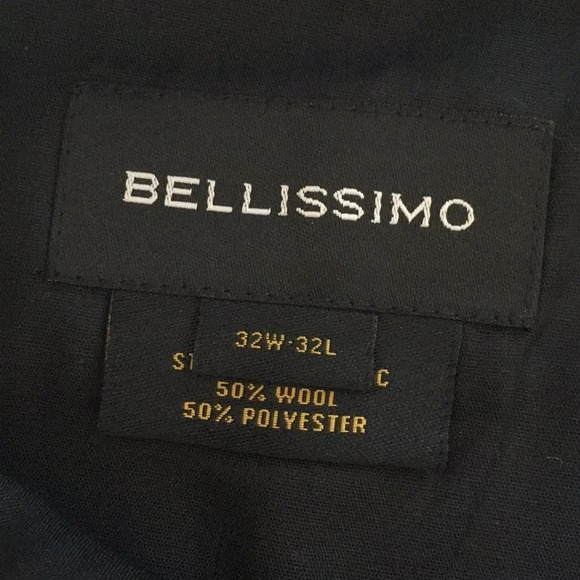 BELLISSIMO
32W-32L
50% WOOL
50% POLYESTER